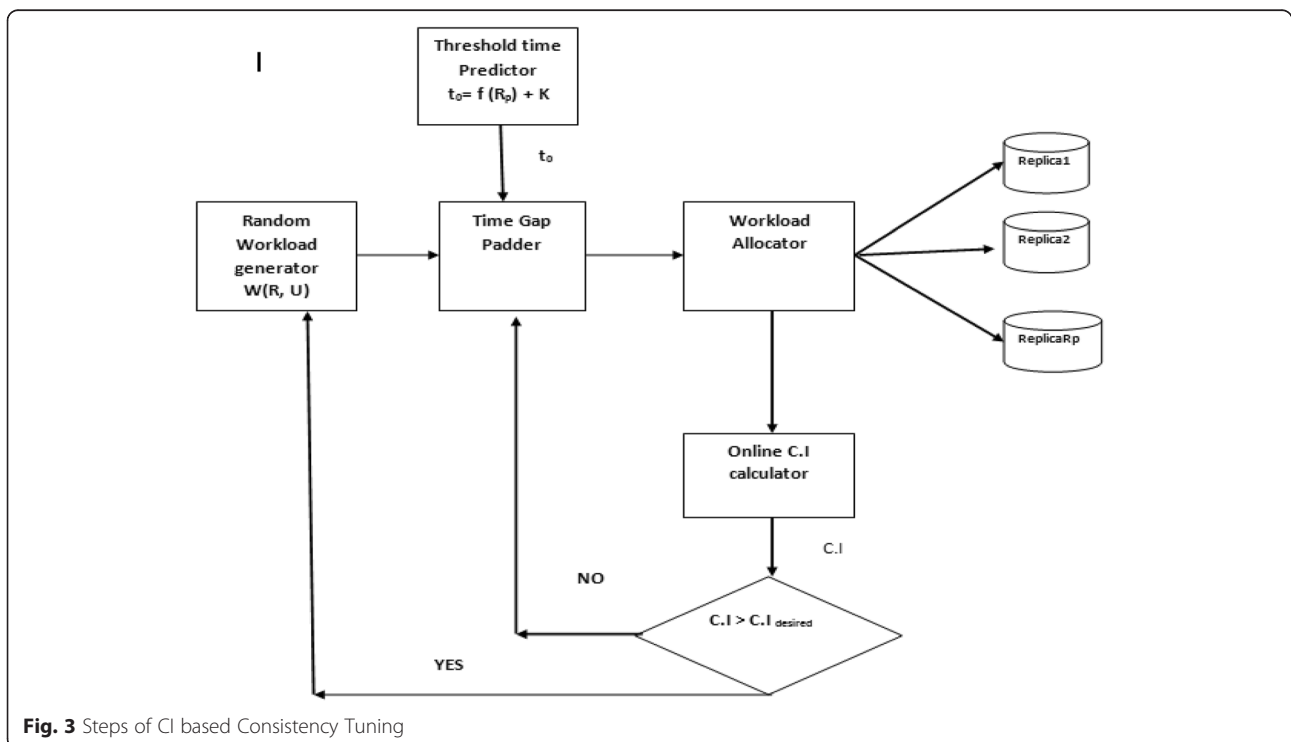 I
Threshold time
Predictor
t₀= f (Rₚ) + K
t₀
Random
Workload
generator
W(R, U)
Time Gap
Padder
Workload
Allocator
Replica1
Replica2
ReplicaRp
Online C.I
calculator
C.I
NO
C.I > C.I desired
YES
Fig. 3 Steps of CI based Consistency Tuning